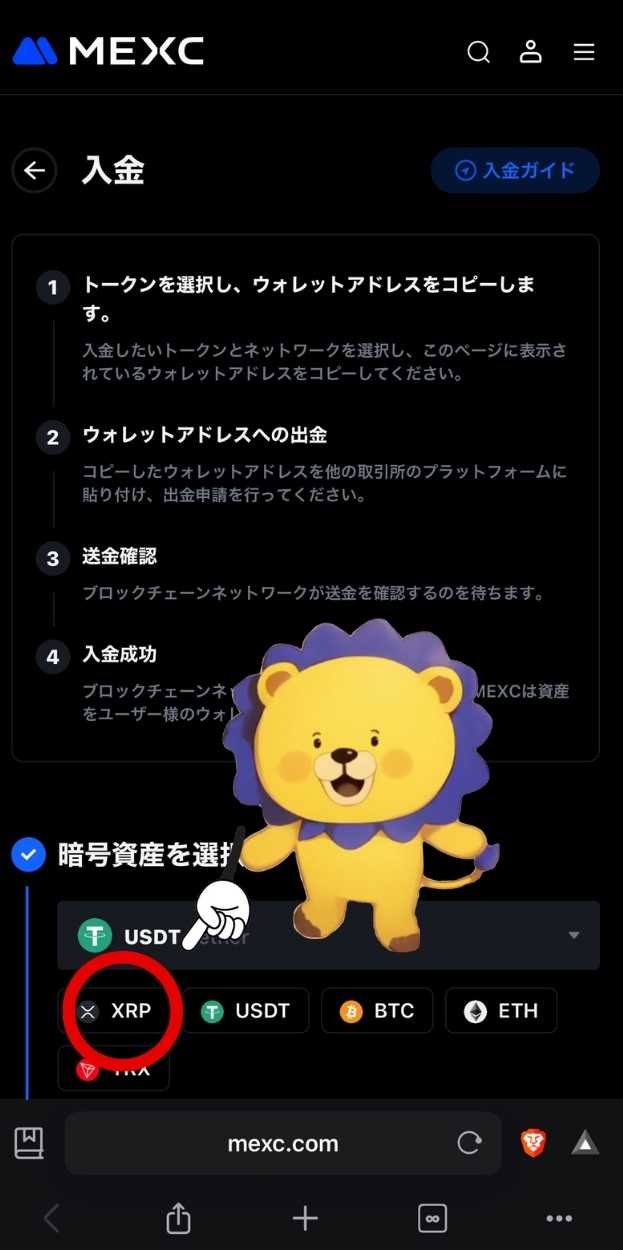 MEXC
入金
入金ガイド
1
トークンを選択し、ウォレットアドレスをコピーしま
す。
入金したいトークンとネットワークを選択し、このページに表示さ
れているウォレットアドレスをコピーしてください。
2
ウォレットアドレスへの出金
コピーしたウォレットアドレスを他の取引所のプラットフォームに
貼り付け、出金申請を行ってください。
3
送金確認
ブロックチェーンネットワークが送金を確認するのを待ちます。
4
入金成功
ブロックチェーンネ
MEXCは資産
をユーザー様のウォ
暗号資産を選
USDT
XRP
USDT
BTC
ETH
TRX
mexc.com